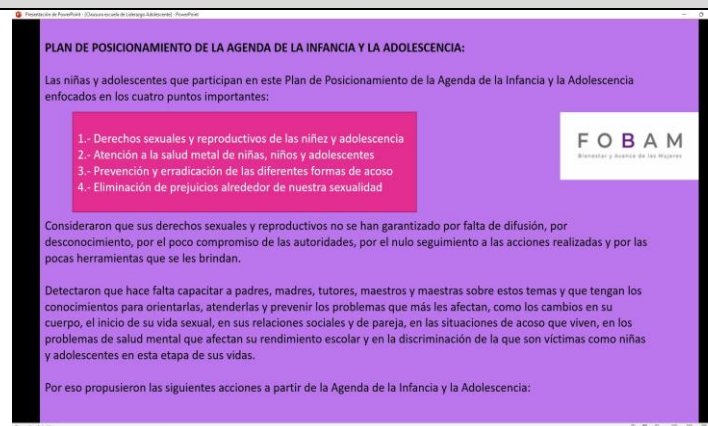 Presentación de PowerPoint - [Clausura escuela de Liderazgo Adolescente] - PowerPoint
PLAN DE POSICIONAMIENTO DE LA AGENDA DE LA INFANCIA Y LA ADOLESCENCIA:
Las niñas y adolescentes que participan en este Plan de Posicionamiento de la Agenda de la Infancia y la Adolescencia
enfocados en los cuatro puntos importantes:
1.- Derechos sexuales y reproductivos de las niñez y adolescencia
2.- Atención a la salud metal de niñas, niños y adolescentes
3.- Prevención y erradicación de las diferentes formas de acoso
4.- Eliminación de prejuicios alrededor de nuestra sexualidad
FOBAM
Bienestar y Avance de las Mujeres
Consideraron que sus derechos sexuales y reproductivos no se han garantizado por falta de difusión, por
desconocimiento, por el poco compromiso de las autoridades, por el nulo seguimiento a las acciones realizadas y por las
pocas herramientas que se les brindan.
Detectaron que hace falta capacitar a padres, madres, tutores, maestros y maestras sobre estos temas y que tengan los
conocimientos para orientarlas, atenderlas y prevenir los problemas que más les afectan, como los cambios en su
cuerpo, el inicio de su vida sexual, en sus relaciones sociales y de pareja, en las situaciones de acoso que viven, en los
problemas de salud mental que afectan su rendimiento escolar y en la discriminación de la que son víctimas como niñas
y adolescentes en esta etapa de sus vidas.
Por eso propusieron las siguientes acciones a partir de la Agenda de la Infancia y la Adolescencia: